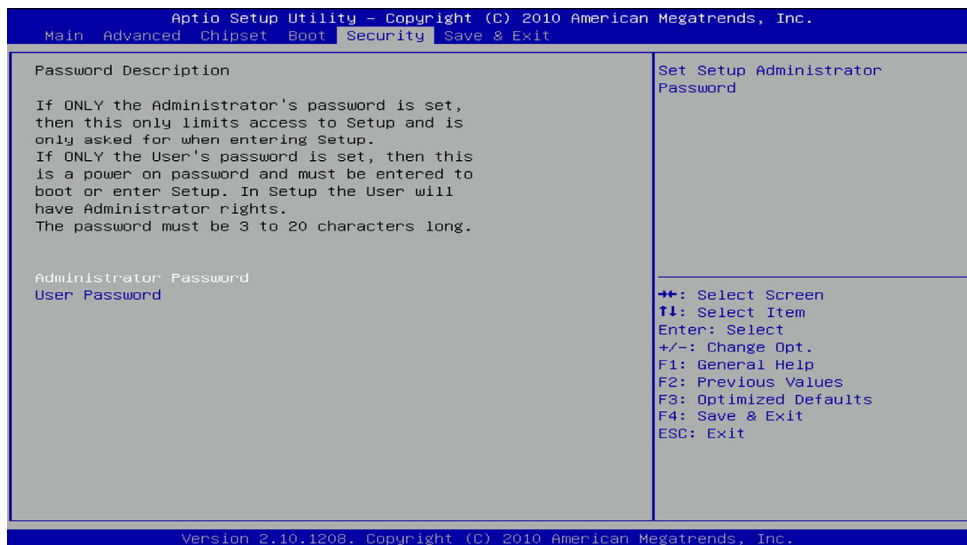 Aptio Setup Utility – Copyright (C) 2010 American Megatrends, Inc.
Main Advanced Chipset Boot Security Save & Exit
Password Description
If ONLY the Administrator's password is set,
then this only limits access to Setup and is
only asked for when entering Setup.
If ONLY the User's password is set, then this
is a power on password and must be entered to
boot or enter Setup. In Setup the User will
have Administrator rights.
The password must be 3 to 20 characters long.
Administrator Password
User Password
Set Setup Administrator
Password
→←: Select Screen
↑↓: Select Item
Enter: Select
+/-: Change Opt.
F1: General Help
F2: Previous Values
F3: Optimized Defaults
F4: Save & Exit
ESC: Exit
Version 2.10.1208. Copyright (C) 2010 American Megatrends, Inc.